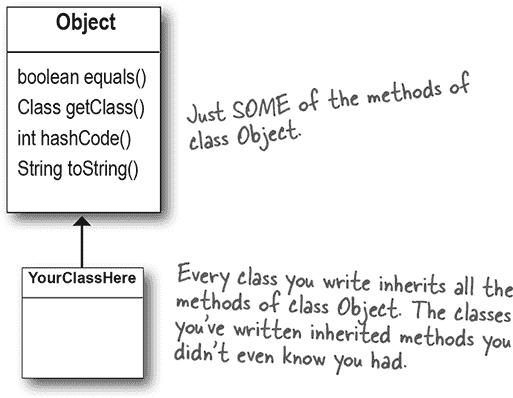 Object
boolean equals()
Class getClass()
int hashCode()
String toString()
Just SOME of the methods of
class Object.
YourClassHere
Every class you write inherits all the
methods of class Object. The classes
you've written inherited methods you
didn't even know you had.